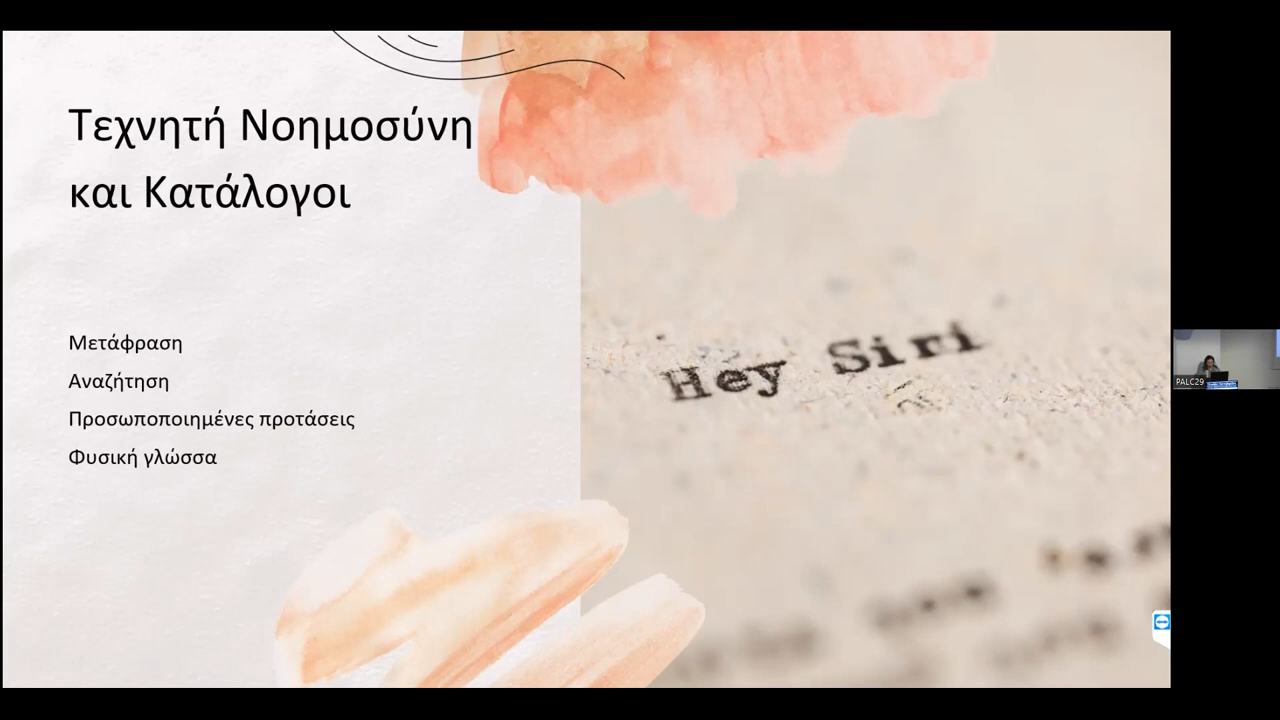 Τεχνητή Νοημοσύνη
και Κατάλογοι
Μετάφραση
Αναζήτηση
Προσωποποιημένες προτάσεις
Φυσική γλώσσα
Hey Siri
PALC29